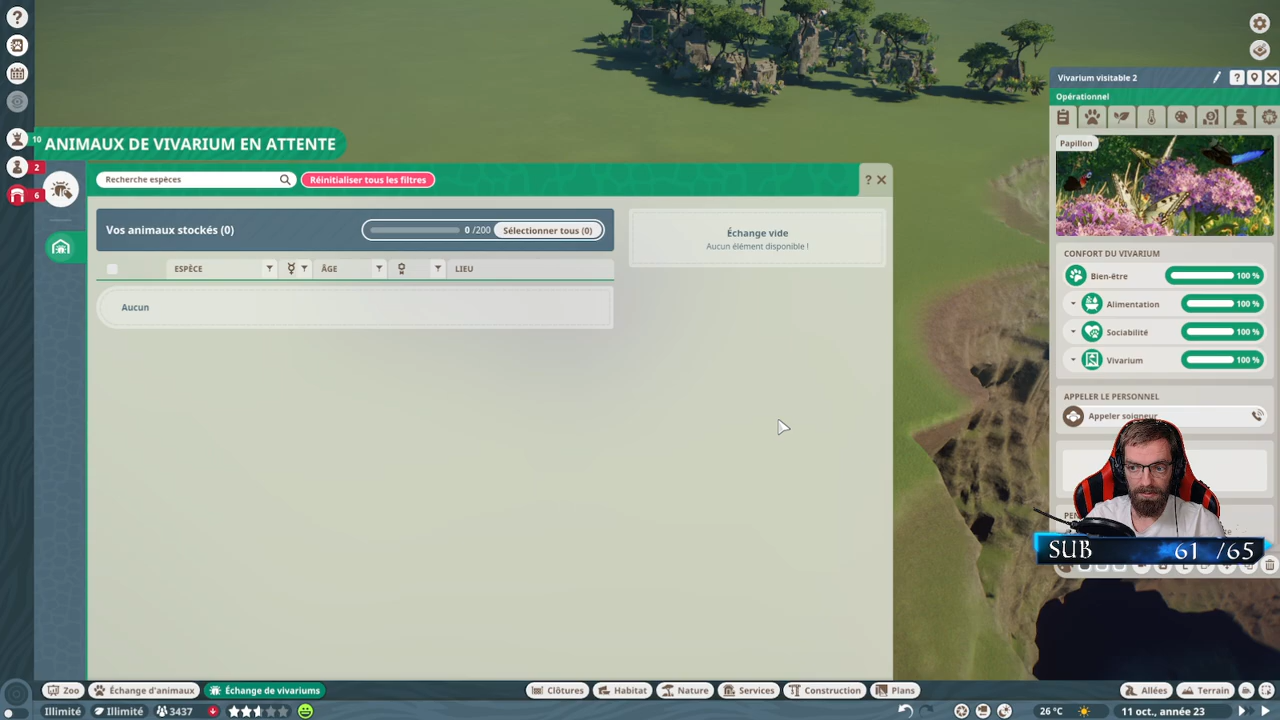 ?
10
ANIMAUX DE VIVARIUM EN ATTENTE
2
6
Recherche espèces
Réinitialiser tous les filtres
? 
Vos animaux stockés (0)
0 /200
Sélectionner tous (0)
ESPÈCE
ÂGE
LIEU
Aucun
Échange vide
Aucun élément disponible !
Vivarium visitable 2
?
Opérationnel
Papillon
CONFORT DU VIVARIUM
Bien-être
100 %
Alimentation
100 %
Sociabilité
100 %
Vivarium
100 %
APPELER LE PERSONNEL
Appeler soigneur
SUB 61 /65
Zoo
Échange d'animaux
Échange de vivariums
Clôtures
Habitat
Nature
Services
Construction
Plans
Allées
Terrain
Illimité
Illimité
3437
26 °C
11 oct., année 23